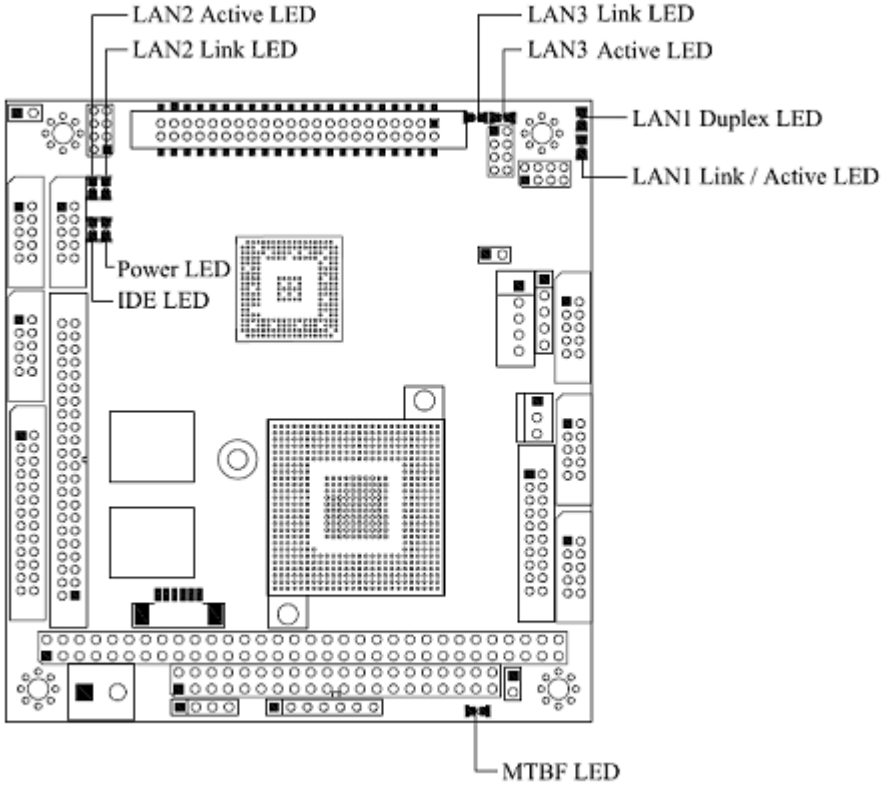 LAN2 Active LED
LAN2 Link LED
LAN3 Link LED
LAN3 Active LED
LAN1 Duplex LED
LAN1 Link / Active LED
Power LED
IDE LED
MTBF LED